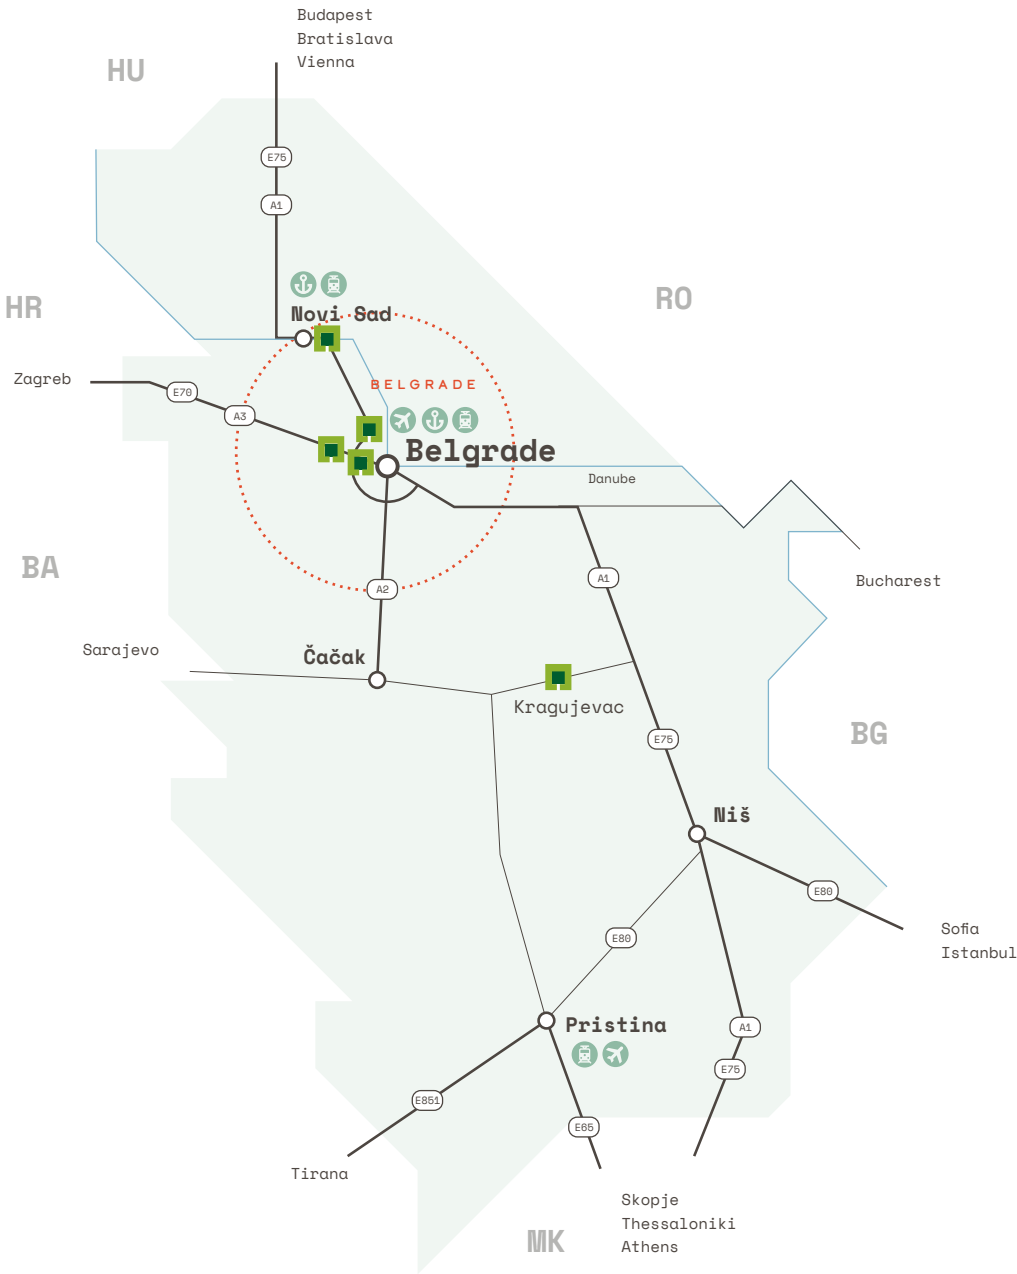 Budapest
Bratislava
Vienna
HU
E75
A1
HR
RO
Novi Sad
Zagreb
E70
A3
BELGRADE
Belgrade
Danube
BA
A2
A1
Bucharest
Sarajevo
Čačak
Kragujevac
E75
BG
Niš
E80
Sofia
Istanbul
E80
Pristina
A1
E75
E851
E65
Tirana
Skopje
Thessaloniki
Athens
MK